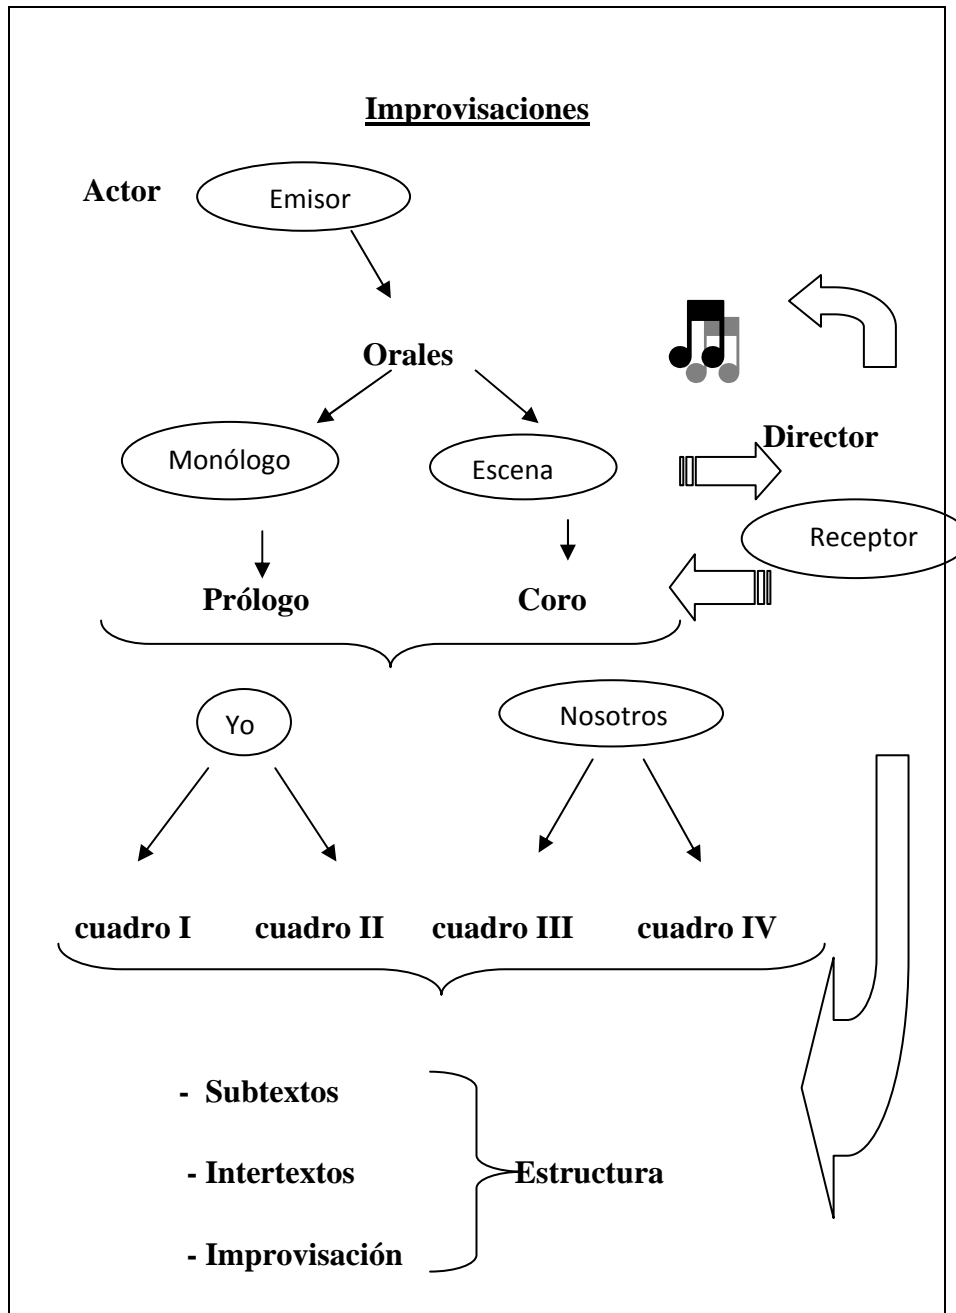 Improvisaciones
Actor
Emisor
Orales
Director
Monólogo
Escena
Receptor
Prólogo
Coro
Yo
Nosotros
cuadro I
cuadro II
cuadro III
cuadro IV
- Subtextos
- Intertextos
Estructura
- Improvisación